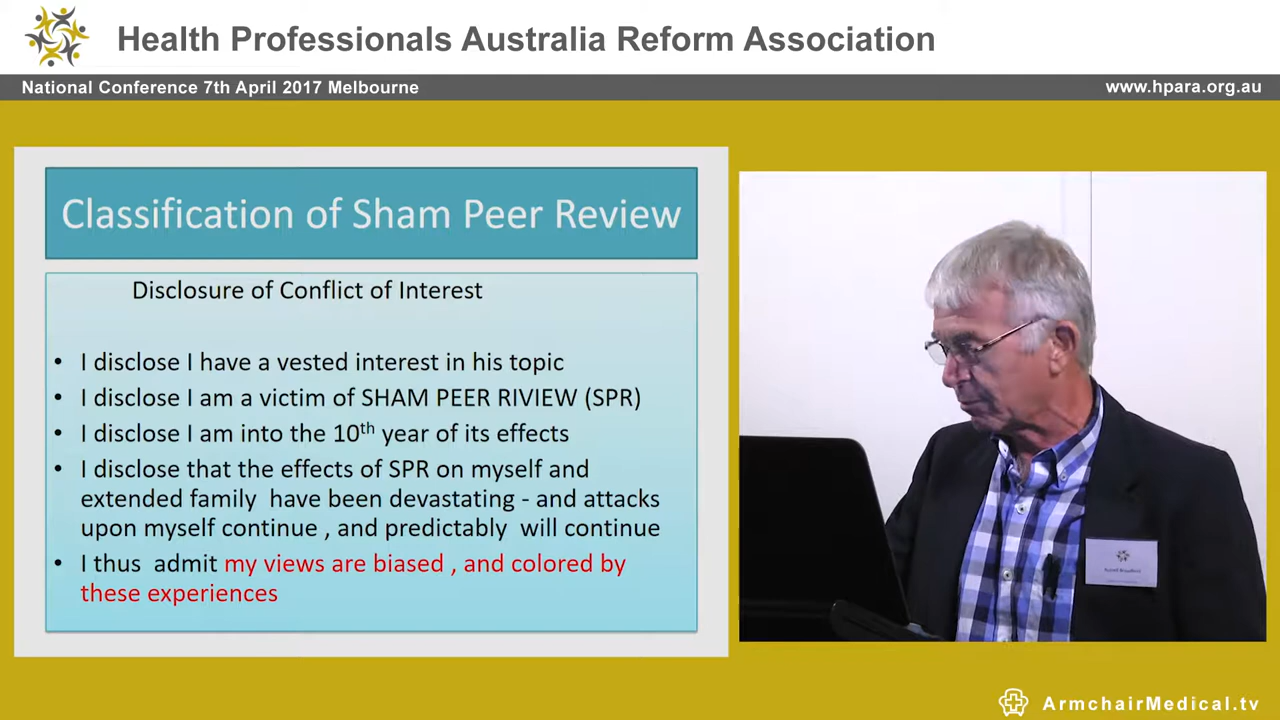 Health Professionals Australia Reform Association
National Conference 7th April 2017 Melbourne
www.hpara.org.au
Classification of Sham Peer Review
Disclosure of Conflict of Interest
• I disclose I have a vested interest in his topic
• I disclose I am a victim of SHAM PEER RIVIEW (SPR)
• I disclose I am into the 10th year of its effects
• I disclose that the effects of SPR on myself and
extended family have been devastating - and attacks
upon myself continue , and predictably will continue
• I thus admit my views are biased , and colored by
these experiences
ArmchairMedical.tv